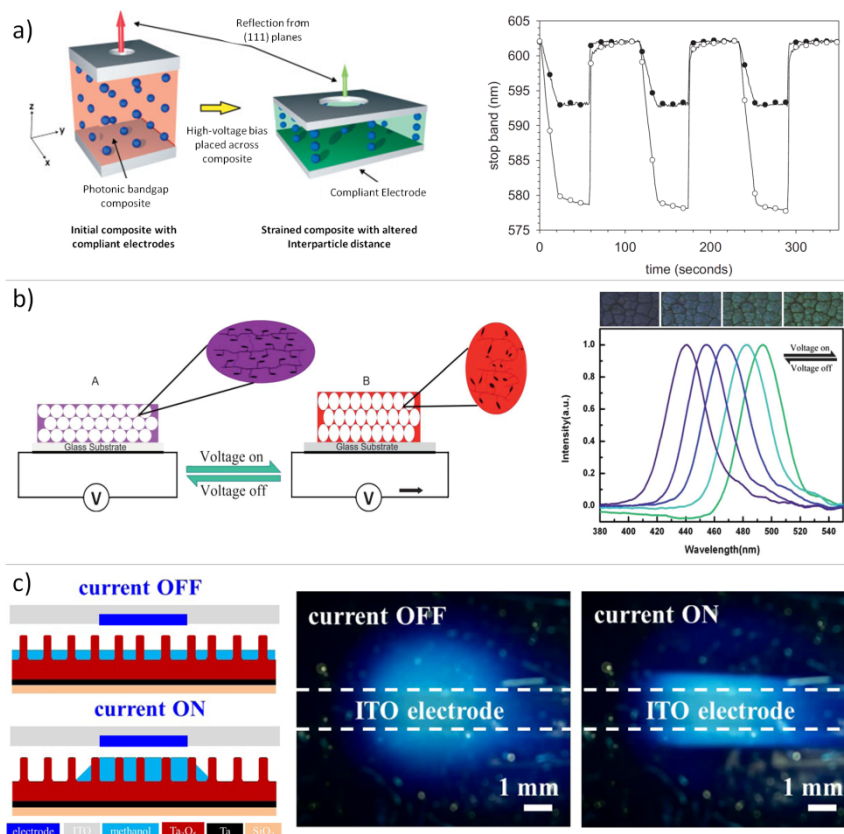 a)
Reflection from
(111) planes
z
y
x
High-voltage bias
placed across
composite
Photonic bandgap
composite
Compliant Electrode
Initial composite with
compliant electrodes
Strained composite with altered
Interparticle distance
stop band (nm)
605
600
595
590
585
580
575
0
100
200
300
time (seconds)
b)
A
B
Glass Substrate
Glass Substrate
Voltage on
Voltage off
V
V
Voltage on
Voltage off
Intensity(a.u.)
1.0
0.8
0.6
0.4
0.2
0.0
380 400 420 440 460 480 500 520 540
Wavelength(nm)
c)
current OFF
current ON
electrode
ITO
methanol
Ta
current OFF
ITO electrode
1 mm
current ON
ITO electrode
1 mm